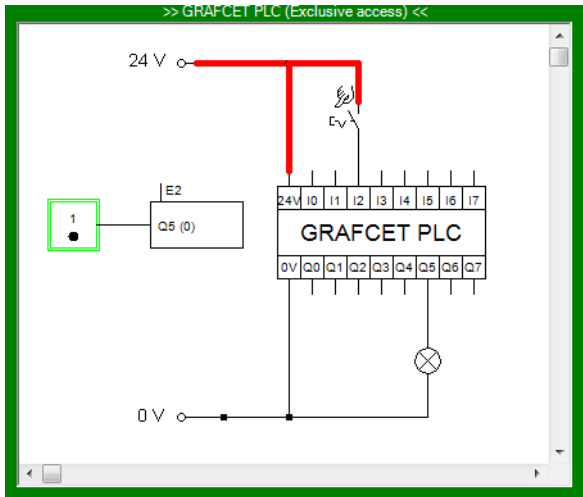 >> GRAFCET PLC (Exclusive access) <<
24 V
E2
1
Q5 (0)
24V I0 I1 I2 I3 I4 I5 I6 I7
GRAFCET PLC
0V Q0 Q1 Q2 Q3 Q4 Q5 Q6 Q7
0 V